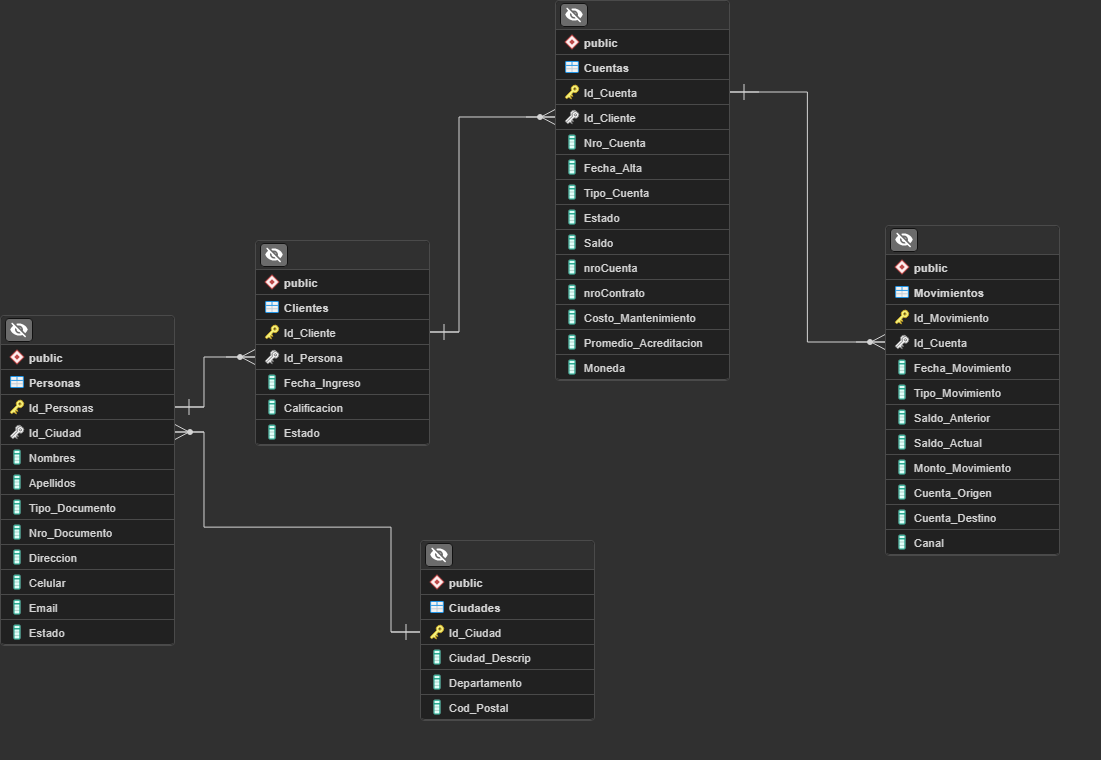 public
Personas
Id_Personas
Id_Ciudad
Nombres
Apellidos
Tipo_Documento
Nro_Documento
Direccion
Celular
Email
Estado
public
Clientes
Id_Cliente
Id_Persona
Fecha_Ingreso
Calificacion
Estado
public
Ciudades
Id_Ciudad
Ciudad_Descrip
Departamento
Cod_Postal
public
Cuentas
Id_Cuenta
Id_Cliente
Nro_Cuenta
Fecha_Alta
Tipo_Cuenta
Estado
Saldo
nroCuenta
nroContrato
Costo_Mantenimiento
Promedio_Acreditacion
Moneda
public
Movimientos
Id_Movimiento
Id_Cuenta
Fecha_Movimiento
Tipo_Movimiento
Saldo_Anterior
Saldo_Actual
Monto_Movimiento
Cuenta_Origen
Cuenta_Destino
Canal